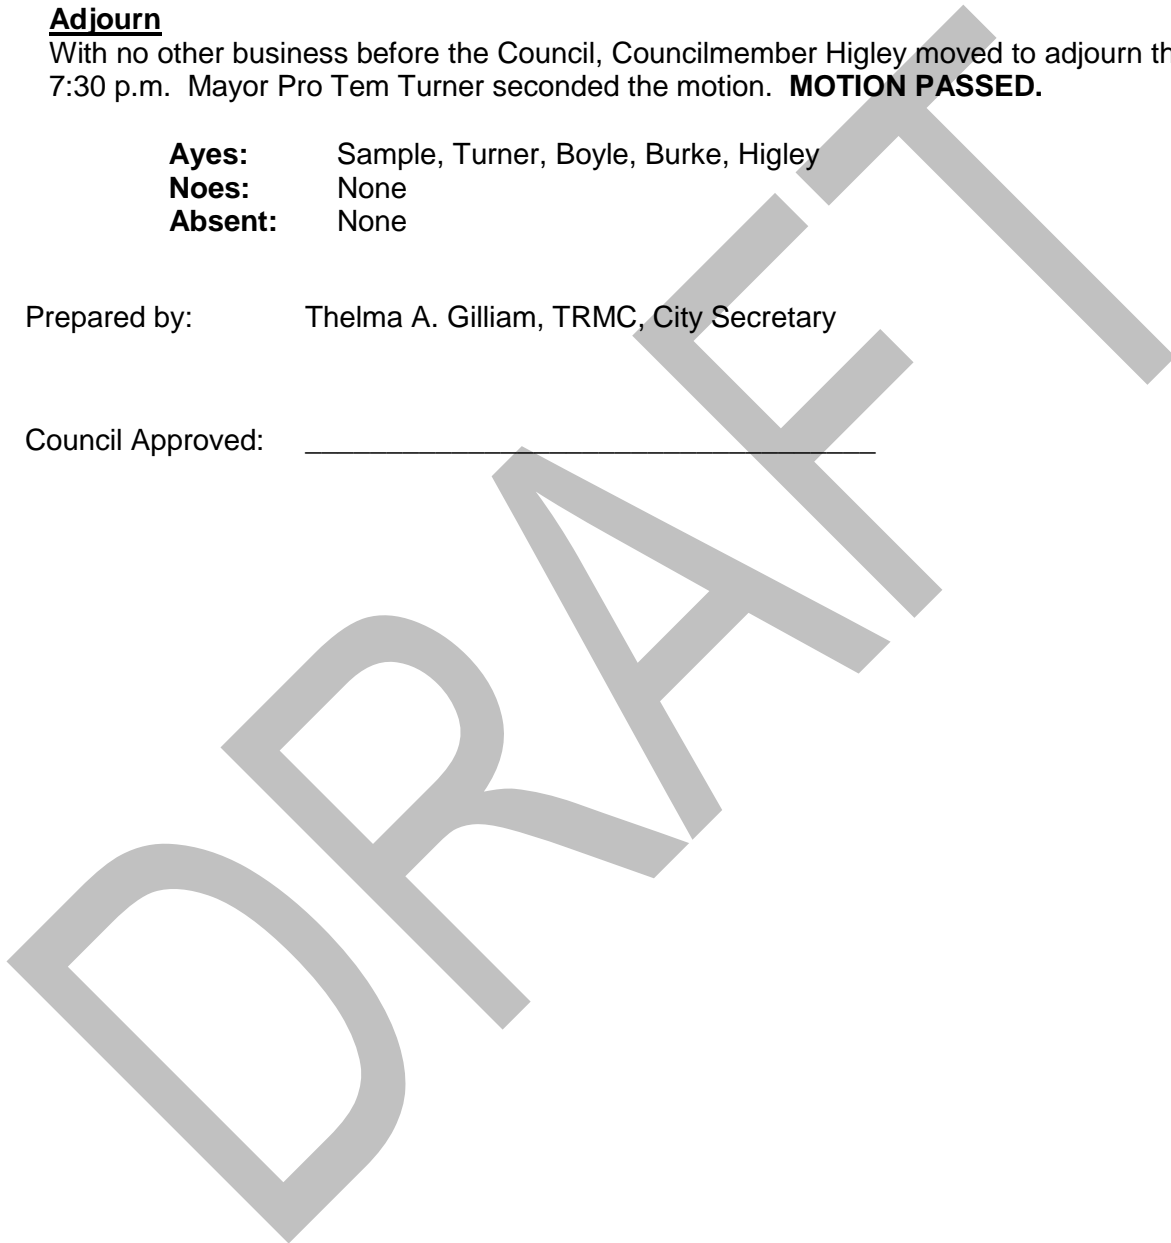 Adjourn
With no other business before the Council, Councilmember Higley moved to adjourn
7:30 p.m. Mayor Pro Tem Turner seconded the motion. MOTION PASSED.
Ayes: Sample, Turner, Boyle, Burke, Higley
Noes: None
Absent: None
Prepared by: Thelma A. Gilliam, TRMC, City Secretary
Council Approved: ___________________________________
DRAFT